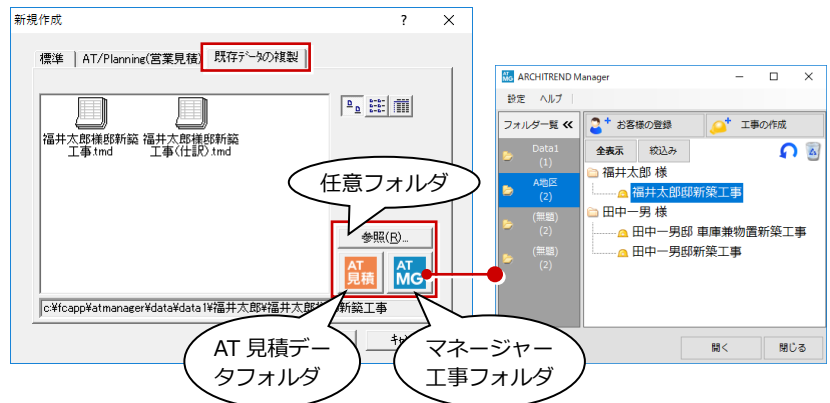 新規作成
? ×
標準
AT/Planning(営業見積)
既存データの複製
福井太郎様邸新築
工事.tmd
福井太郎様邸新築
工事(仕訳).tmd
任意フォルダ
参照(R)...
AT
見積
AT
MG
c:¥fcapp¥atmanager¥data¥data1¥福井太郎¥福井太郎
新築工事
AT 見積デー
タフォルダ
マネージャー
工事フォルダ
AT
MG
ARCHITREND Manager
設定 ヘルプ
フォルダ一覧 «
お客様の登録
工事の作成
Data1
(1)
A地区
(2)
(無題)
(2)
(無題)
(2)
全表示
絞込み
福井太郎 様
福井太郎邸新築工事
田中一男 様
田中一男邸 車庫兼物置新築工事
田中一男邸新築工事
開く
閉じる